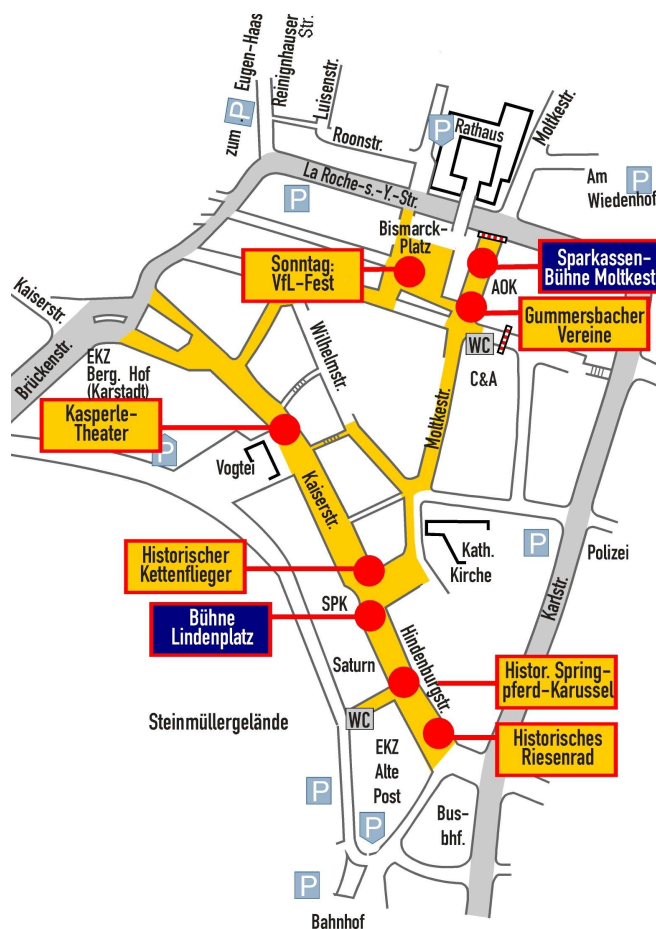 Eugen-Haas
Reinignhauser
Str.
Luisenstr.
zum
P
Roonstr.
P
Rathaus
Moltkestr.
La Roche-s.-Y.-Str.
P
Am
Wiedenhof
P
Bismarck-
Platz
Sonntag:
VfL-Fest
Sparkassen-
Bühne Moltkest
AOK
Gummersbacher
Vereine
WC
C&A
Kaiserstr.
Brückenstr.
EKZ
Berg. Hof
(Karstadt)
Wilhelmstr.
Moltkestr.
Kasperle-
Theater
P
Vogtei
Kaiserstr.
Kath.
Kirche
P
Polizei
Karlstr.
Historischer
Kettenflieger
SPK
Bühne
Lindenplatz
Hindenburgstr.
Saturn
Histor. Spring-
pferd-Karussel
Steinmüllergelände
WC
Historisches
Riesenrad
EKZ
Alte
Post
P
P
Bus-
bhf.
P
Bahnhof